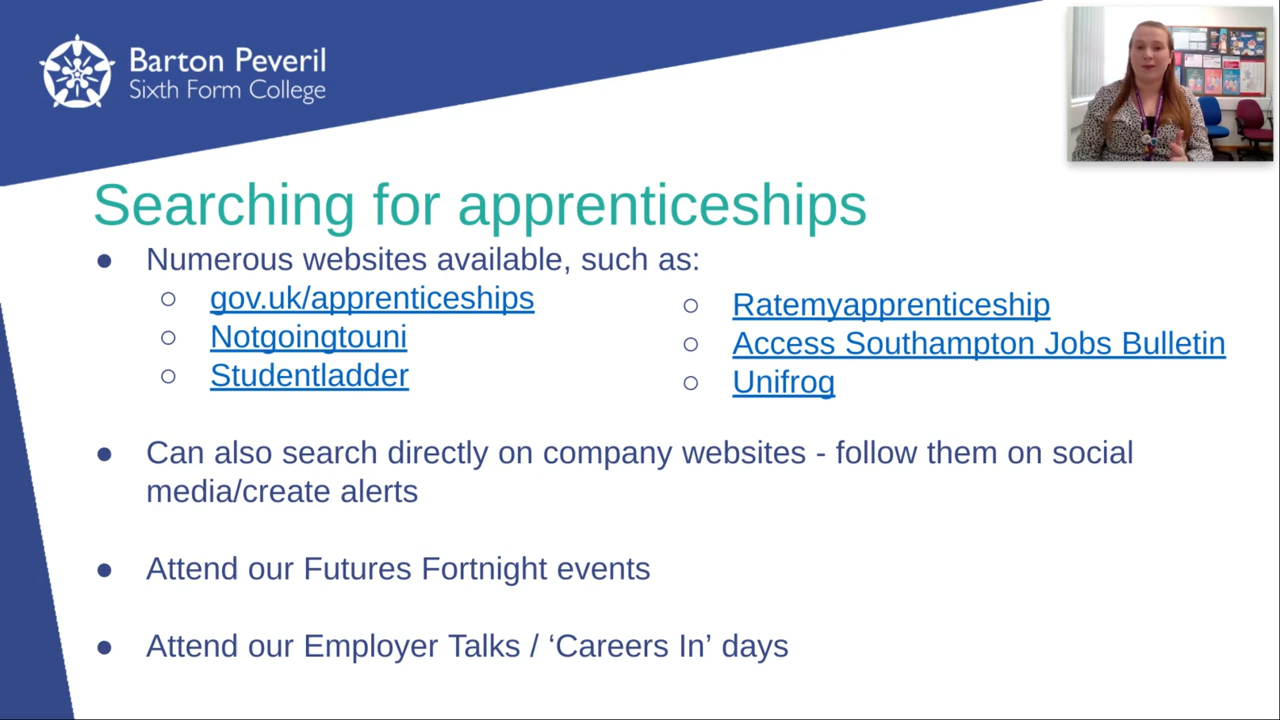 Barton Peveril
Sixth Form College
Searching for apprenticeships
● Numerous websites available, such as:
○ gov.uk/apprenticeships
○ Notgoingtouni
○ Studentladder
○ Ratemyapprenticeship
○ Access Southampton Jobs Bulletin
○ Unifrog
● Can also search directly on company websites - follow them on social
media/create alerts
● Attend our Futures Fortnight events
● Attend our Employer Talks / ‘Careers In’ days